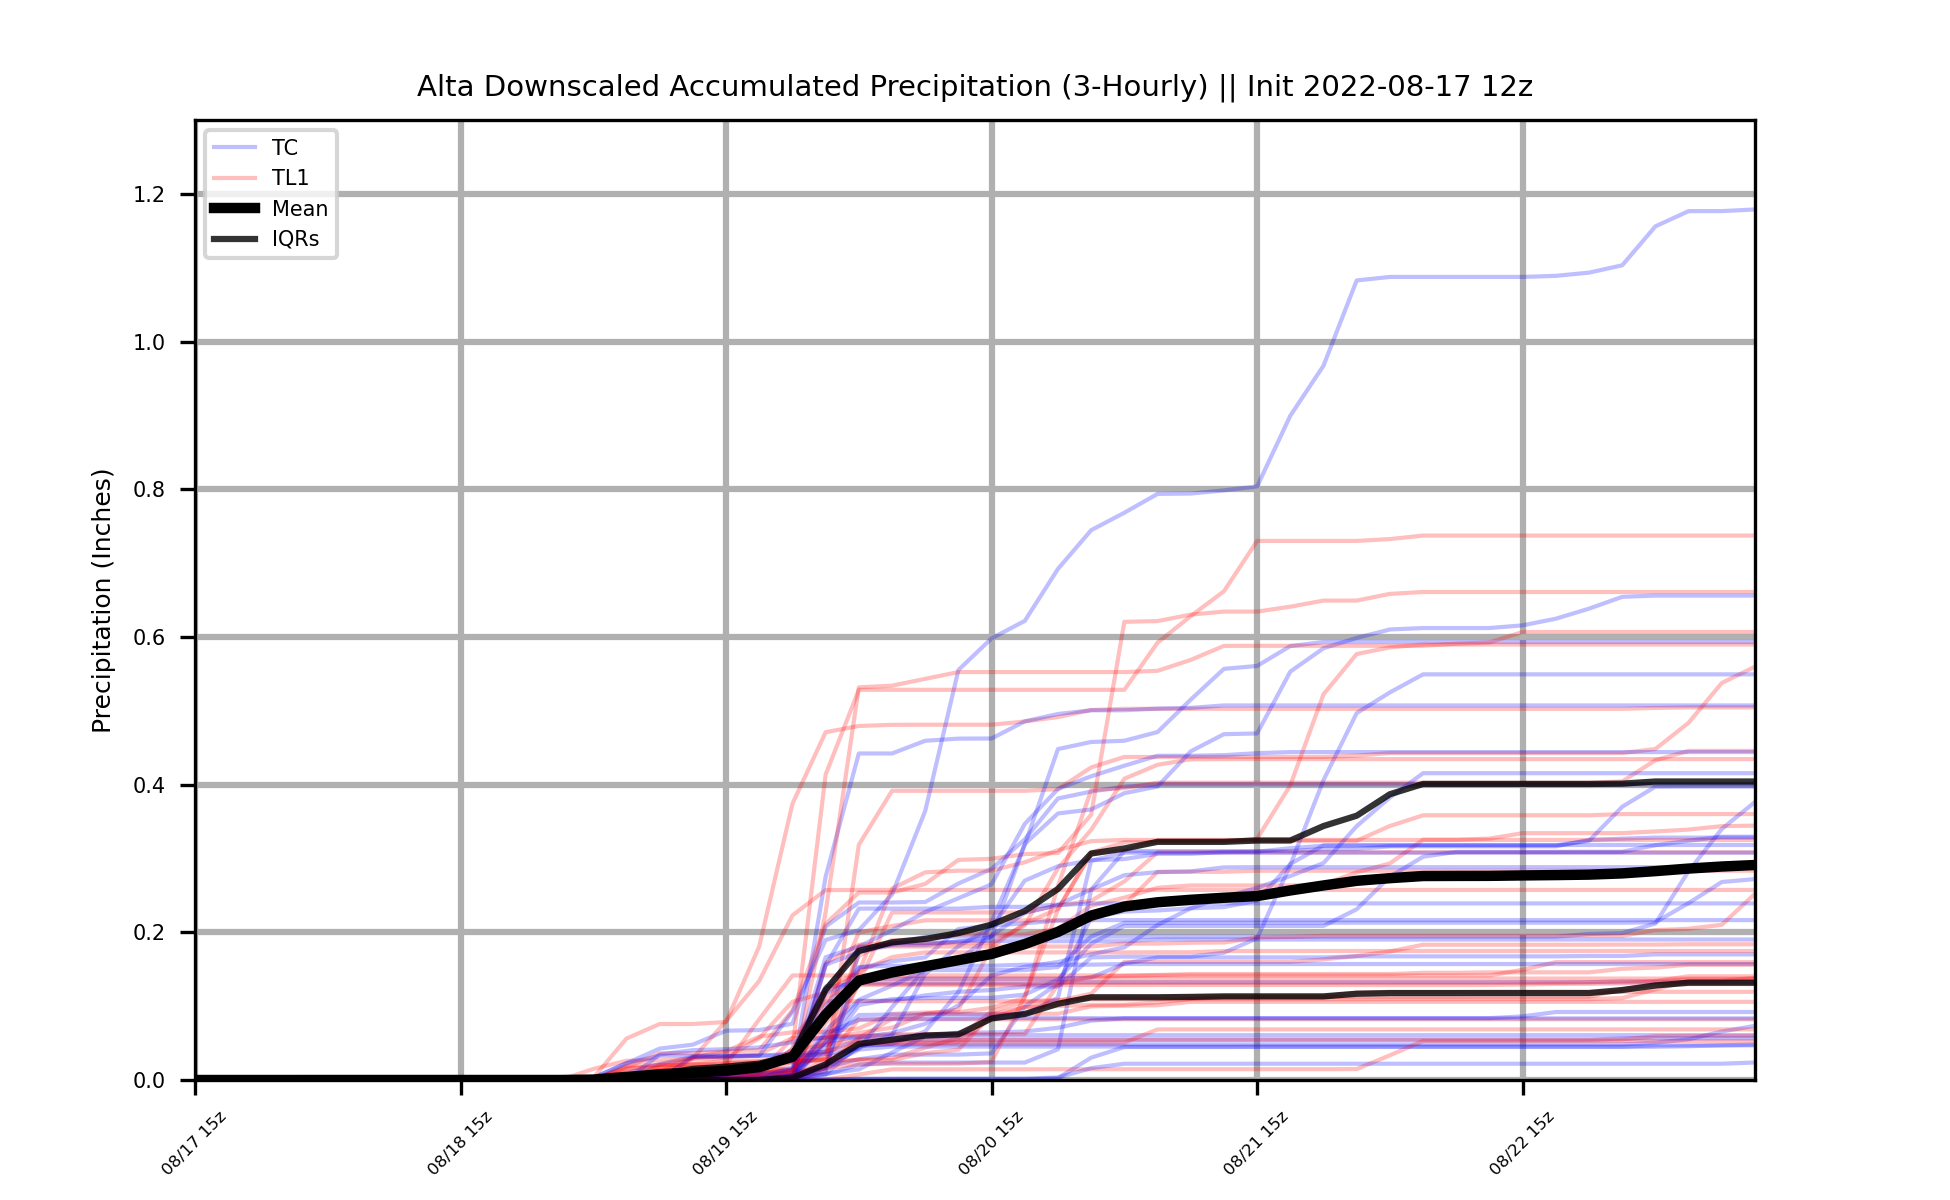 Alta Downscaled Accumulated Precipitation (3-Hourly) || Init 2022-08-17 12z
TC
TL1
Mean
IQRs
Precipitation (Inches)
1.2
1.0
0.8
0.6
0.4
0.2
0.0
08/17 15z
08/18 15z
08/19 15z
08/20 15z
08/21 15z
08/22 15z